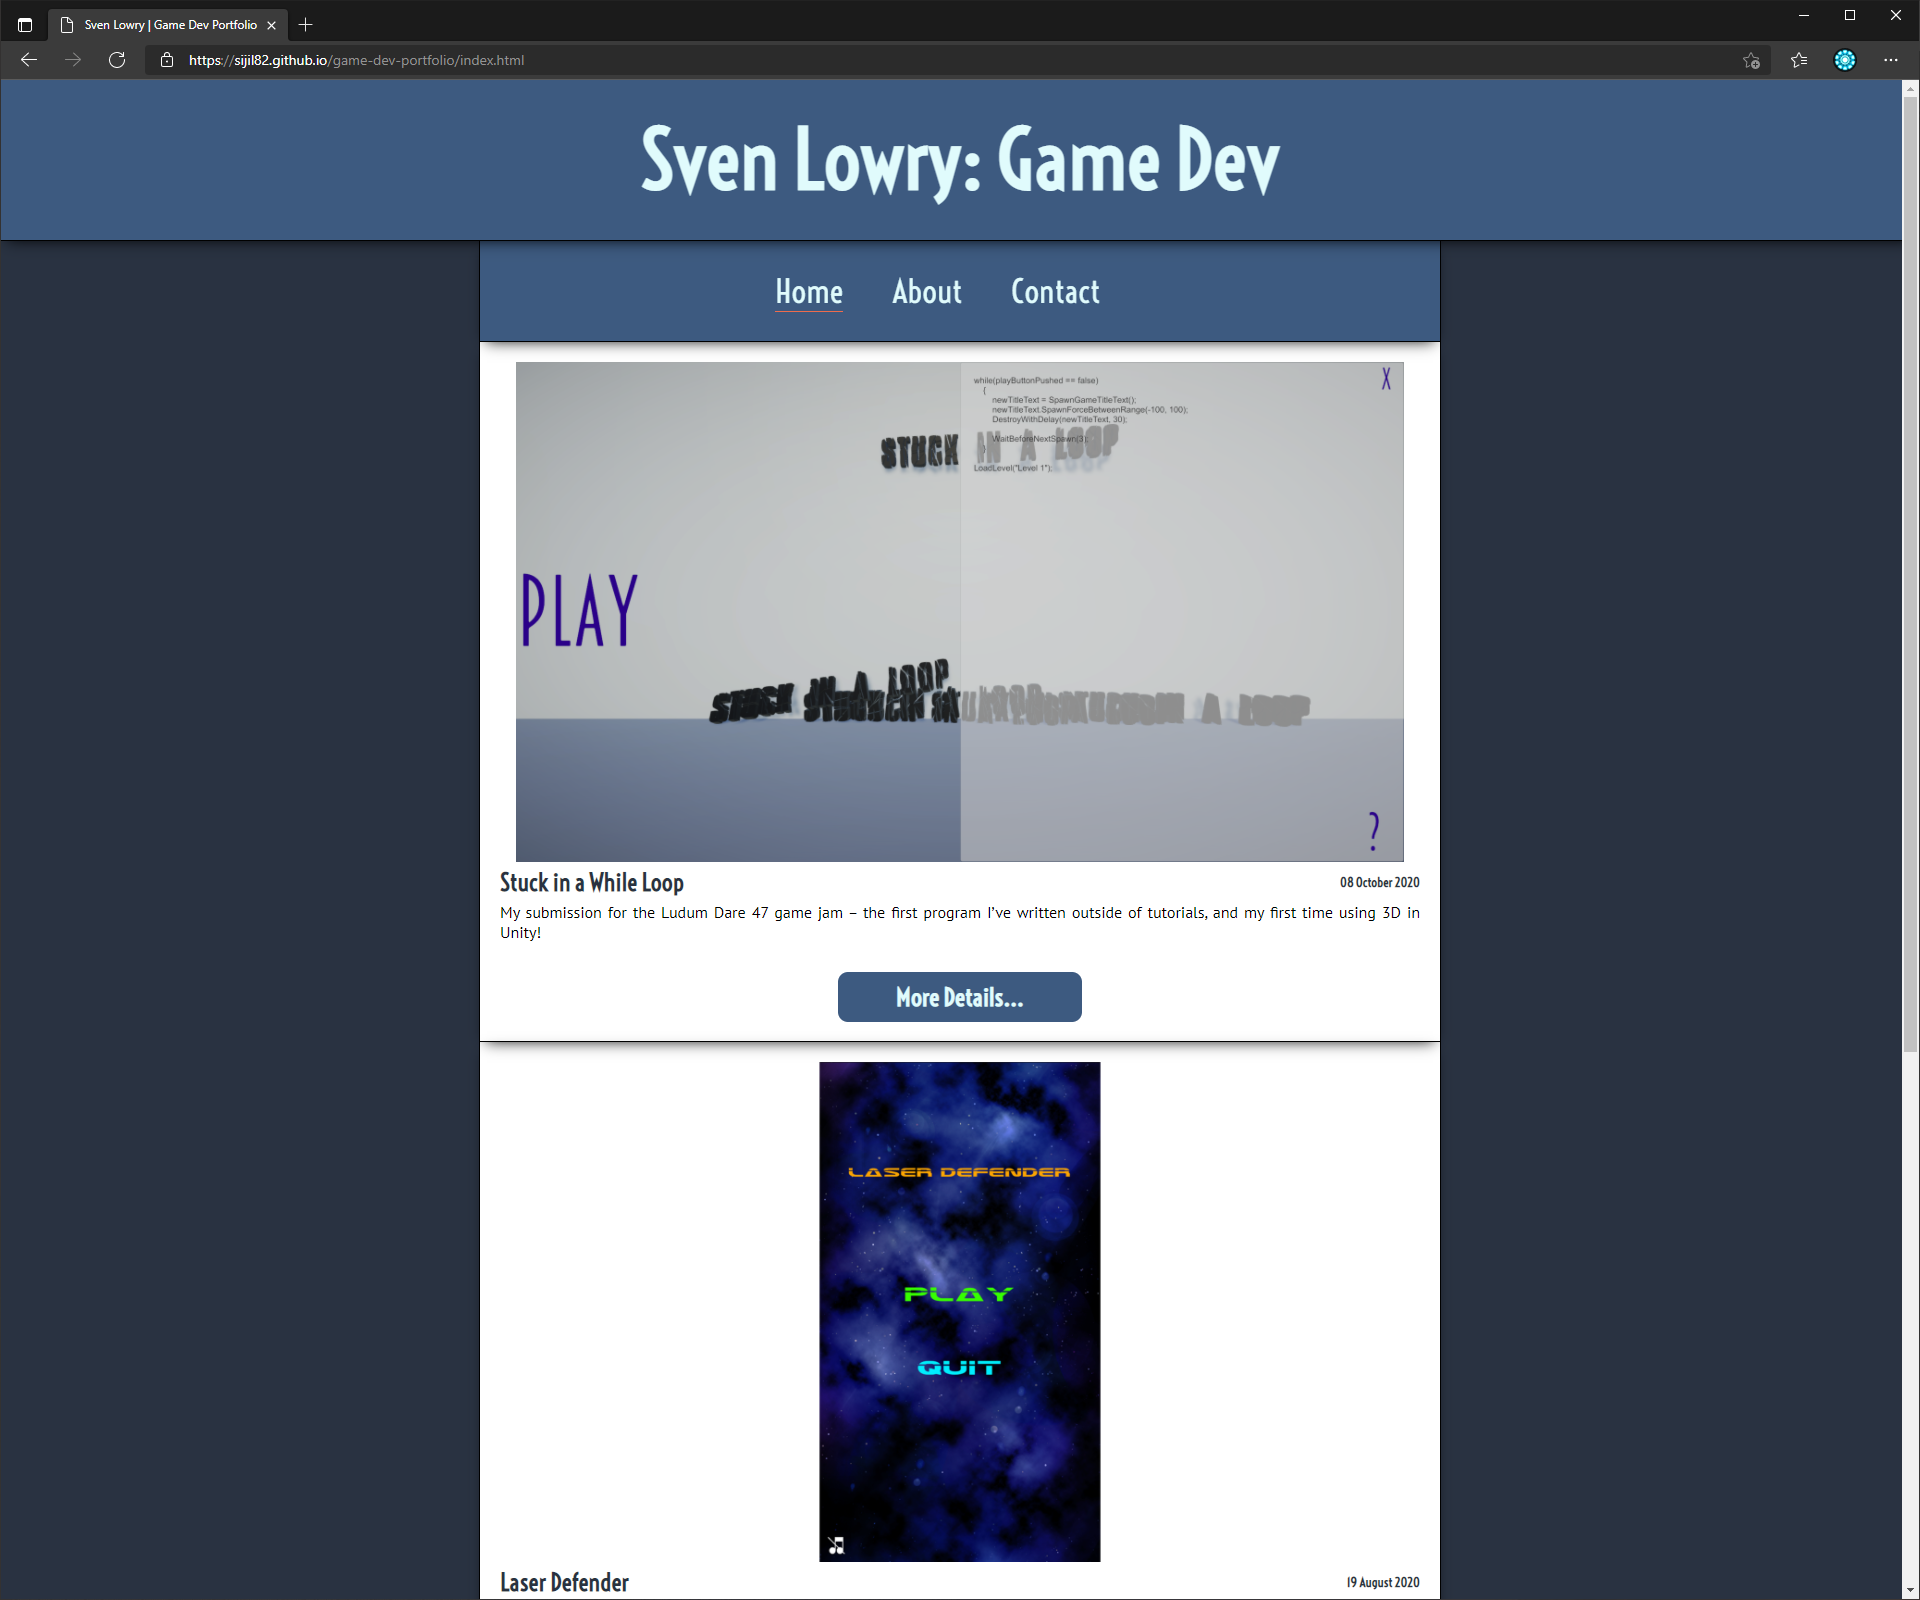 Sven Lowry | Game Dev Portfolio
https://sijil82.github.io/game-dev-portfolio/index.html
Sven Lowry: Game Dev
Home About Contact
while(playButtonPushed == false)
{
newTitleText = SpawnGameTitleText();
newTitleText.SpawnForceBetweenRange(-100, 100);
DestroyWithDelay(newTitleText, 30);
WaitBeforeNextSpawn(3);
LoadLevel("Level 1");
X
STUCK IN A LOOP
PLAY
STUCK IN A LOOP
A LOOP
?
Stuck in a While Loop
08 October 2020
My submission for the Ludum Dare 47 game jam – the first program I've written outside of tutorials, and my first time using 3D in
Unity!
More Details...
LASER DEFENDER
PLAY
QUIT
Laser Defender
19 August 2020